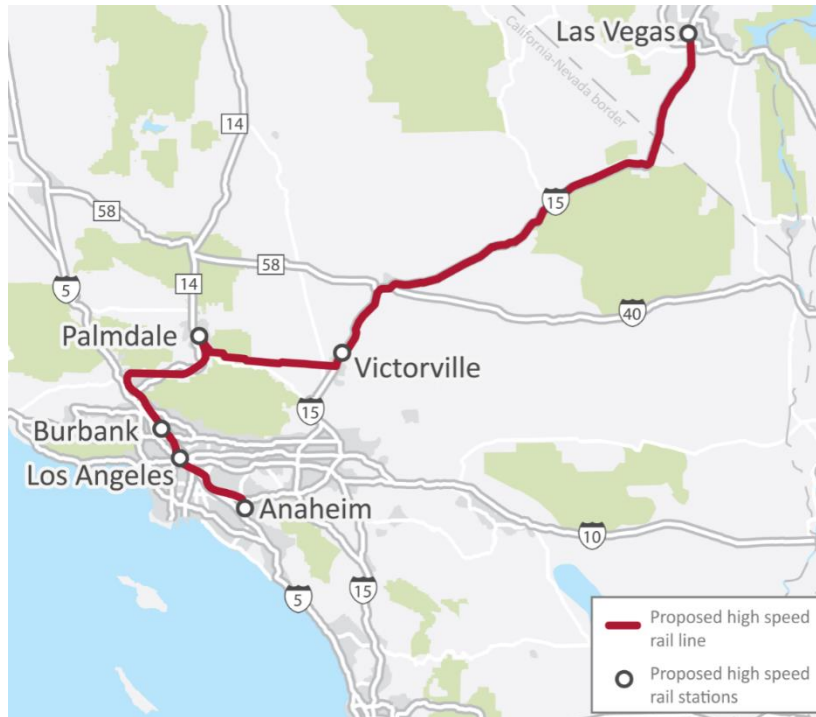 Las Vegas
California-Nevada
border
14
58
15
58
5
14
40
Palmdale
Victorville
15
Burbank
Los Angeles
Anaheim
10
15
5
Proposed high speed
rail line
Proposed high speed
rail stations